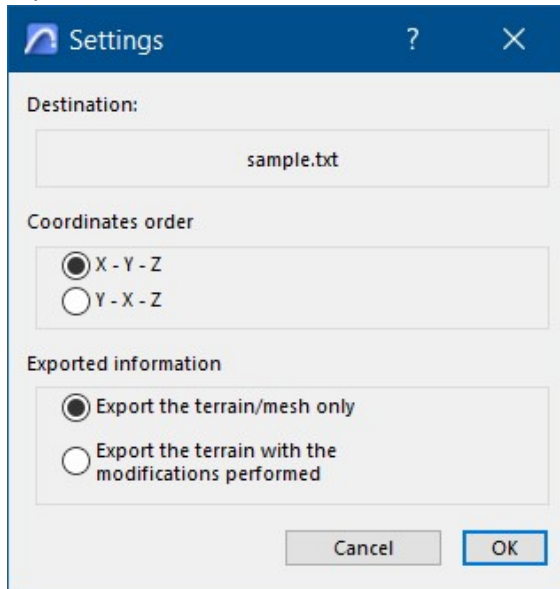 Settings
?
Destination:
sample.txt
Coordinates order
X - Y - Z
Y - X - Z
Exported information
Export the terrain/mesh only
Export the terrain with the
modifications performed
Cancel OK